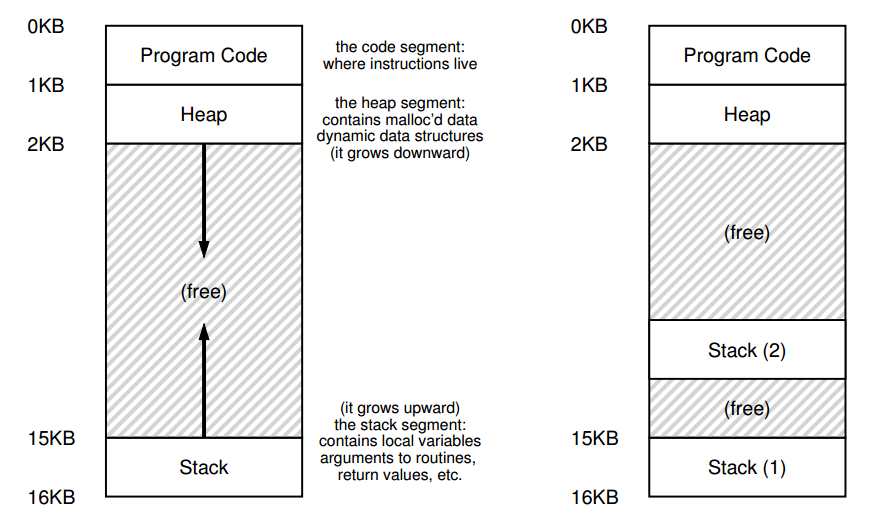 0KB
Program Code
the code segment:
where instructions live
1KB
Heap
the heap segment:
contains malloc’d data
dynamic data structures
(it grows downward)
2KB
(free)
(it grows upward)
the stack segment:
contains local variables
arguments to routines,
return values, etc.
15KB
Stack
16KB
0KB
Program Code
1KB
Heap
2KB
(free)
Stack (2)
(free)
15KB
Stack (1)
16KB